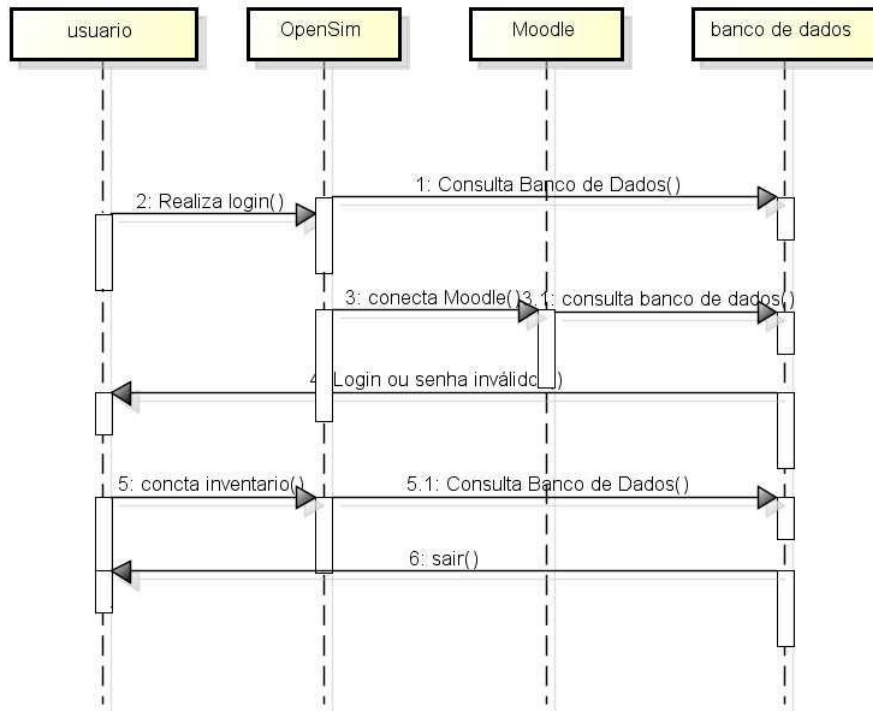 usuario
OpenSim
Moodle
banco de dados
1: Consulta Banco de Dados()
2: Realiza login()
3: conecta Moodle()
3.1: consulta banco de dados()
4: Login ou senha inválido()
5: concta inventario()
5.1: Consulta Banco de Dados()
6: sair()